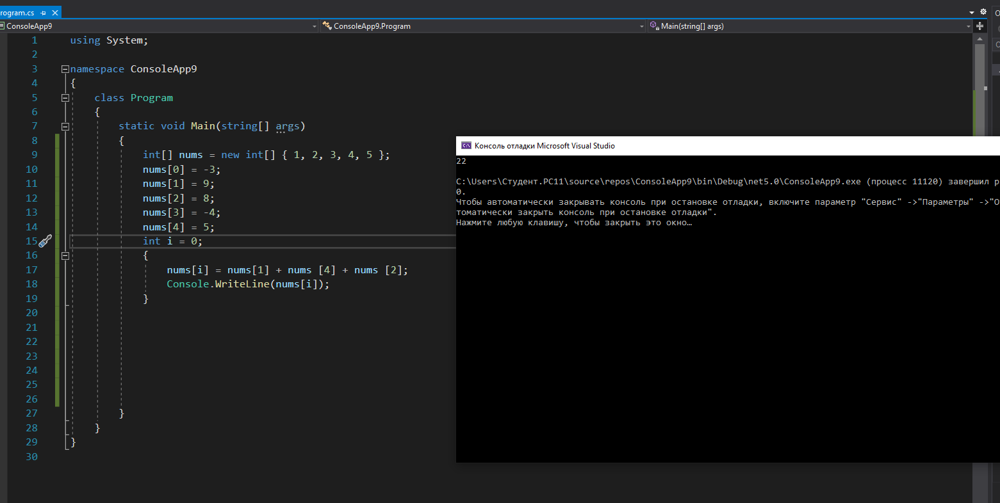 rogram.cs
ConsoleApp9 ConsoleApp9.Program Main(string[] args)
1 using System;
2
3 namespace ConsoleApp9
4 {
5 class Program
6 {
7 static void Main(string[] args)
8 {
9 int[] nums = new int[] { 1, 2, 3, 4, 5 };
10 nums[0] = -3;
11 nums[1] = 9;
12 nums[2] = 8;
13 nums[3] = -4;
14 nums[4] = 5;
15 int i = 0;
16 {
17 nums[i] = nums[1] + nums [4] + nums [2];
18 Console.WriteLine(nums[i]);
19 }
20
21
22
23
24
25
26
27 }
28 }
29 }
30
Консоль отладки Microsoft Visual Studio
22
C:\Users\Студент.PC11\source\repos\ConsoleApp9\bin\Debug\net5.0\ConsoleApp9.exe (процесс 11120) завершил р
0.
Чтобы автоматически закрывать консоль при остановке отладки, включите параметр "Сервис" ->"Параметры" ->"О
томатически закрыть консоль при остановке отладки".
Нажмите любую клавишу, чтобы закрыть это окно…